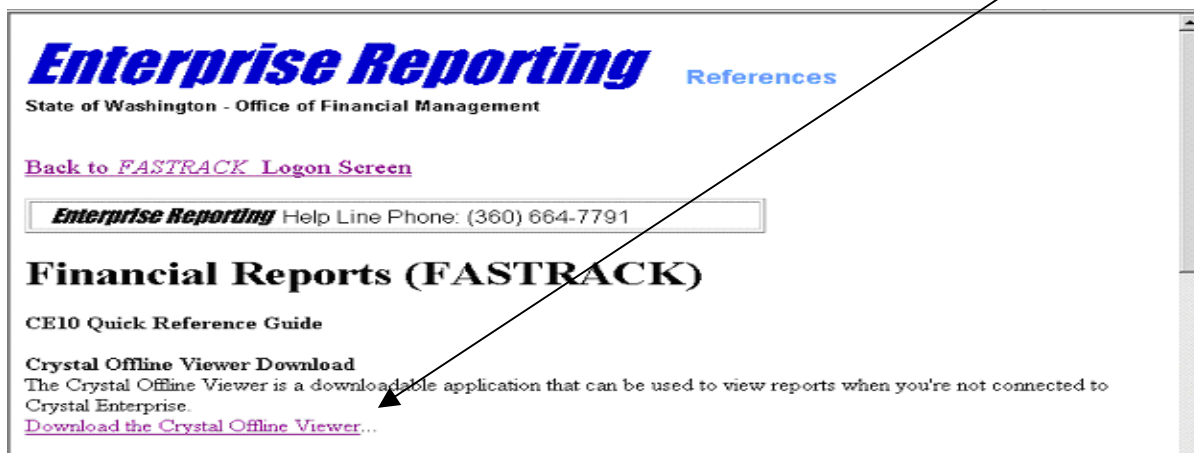 Enterprise Reporting References
State of Washington - Office of Financial Management
Back to FASTRACK Logon Screen
Enterprise Reporting Help Line Phone: (360) 664-7791
Financial Reports (FASTRACK)
CE10 Quick Reference Guide
Crystal Offline Viewer Download
The Crystal Offline Viewer is a downloadable application that can be used to view reports when you're not connected to
Crystal Enterprise.
Download the Crystal Offline Viewer...